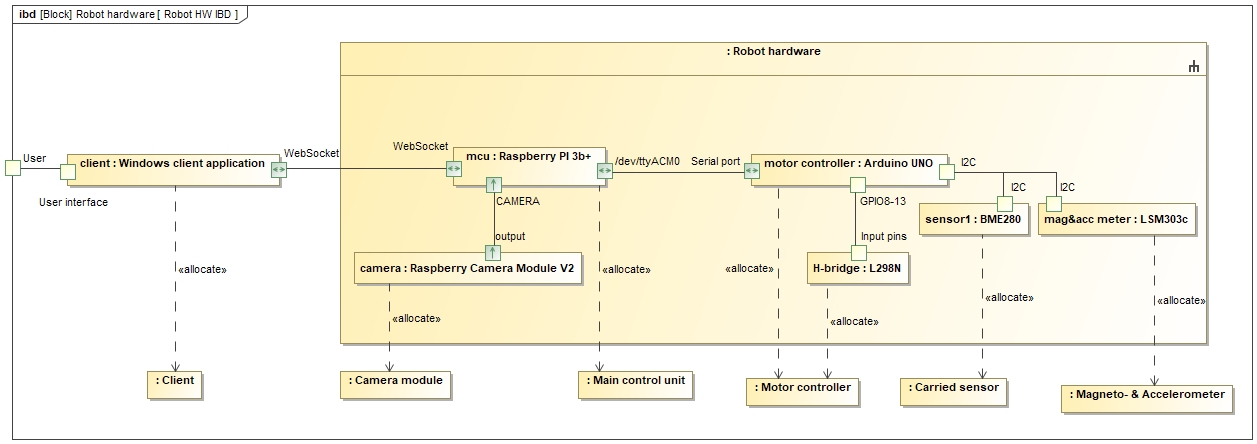 ibd [Block] Robot hardware [ Robot HW IBD ]
: Robot hardware
User
client : Windows client application
User interface
WebSocket
WebSocket
mcu : Raspberry PI 3b+
/dev/ttyACM0
Serial port
motor controller : Arduino UNO
I2C
I2C
I2C
CAMERA
output
GPIO8-13
Input pins
sensor1 : BME280
mag&acc meter : LSM303c
camera : Raspberry Camera Module V2
H-bridge : L298N
«allocate»
«allocate»
«allocate»
«allocate»
«allocate»
«allocate»
«allocate»
: Client
: Camera module
: Main control unit
: Motor controller
: Carried sensor
: Magneto- & Accelerometer